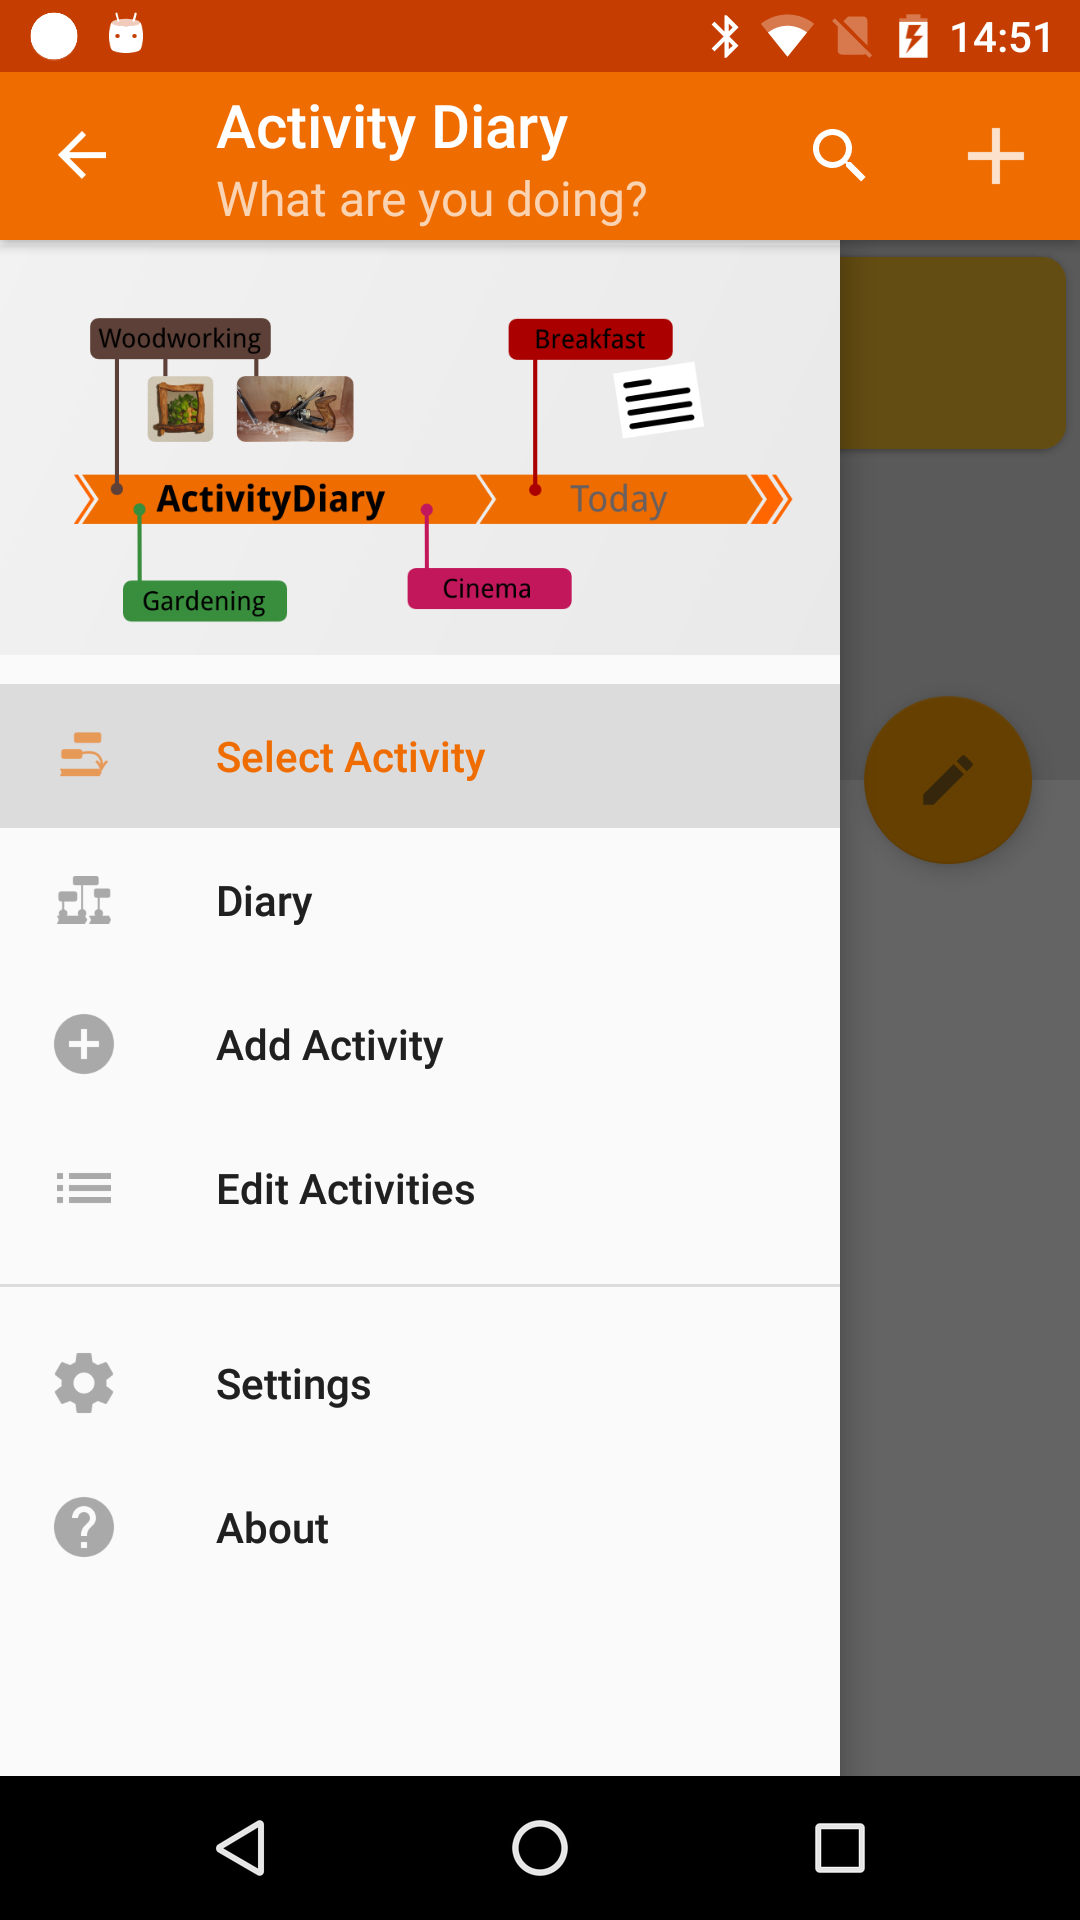 14:51
Activity Diary
What are you doing?
Woodworking
Breakfast
ActivityDiary
Today
Cinema
Gardening
Select Activity
Diary
Add Activity
Edit Activities
Settings
About